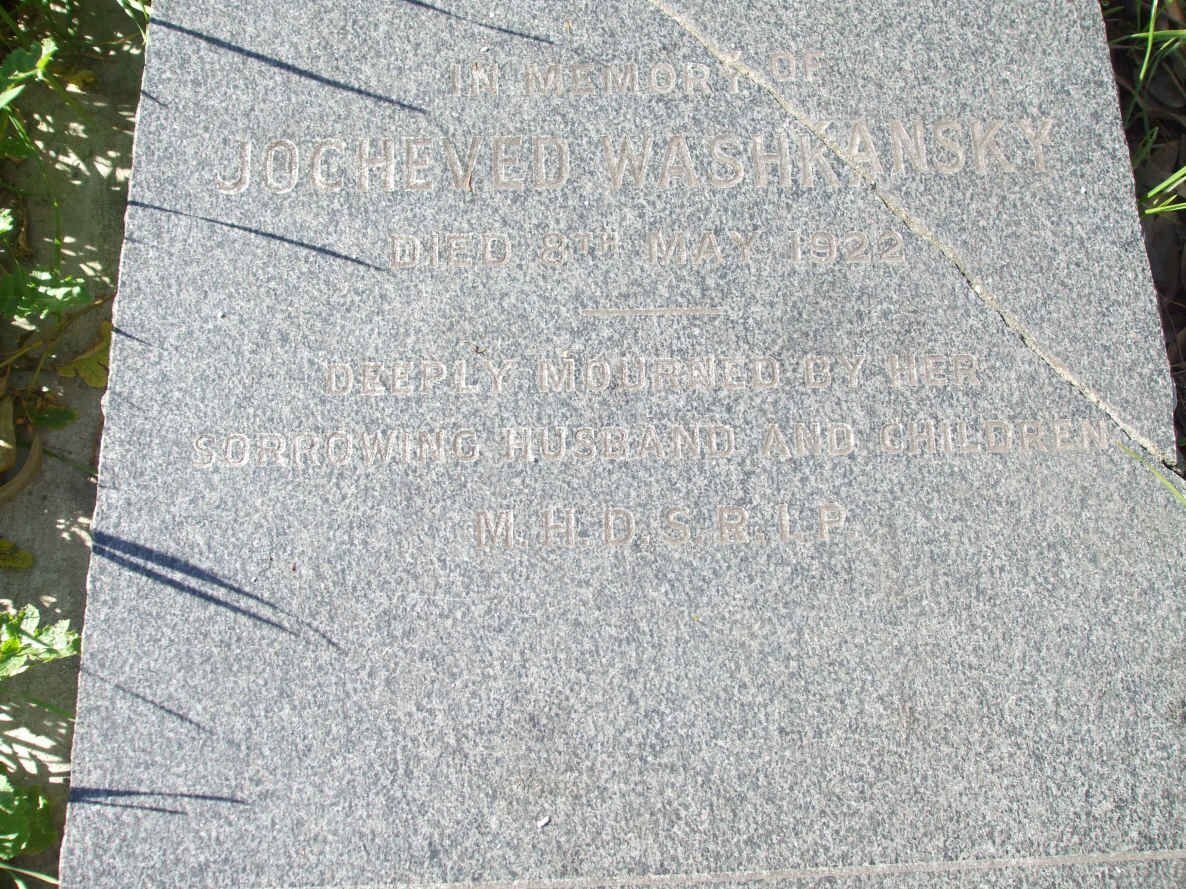 IN MEMORY OF
JOCHEVED WASHKANSKY
DIED 8TH MAY 1922
DEEPLY MOURNED BY HER
SORROWING HUSBAND AND CHILDREN
M.H.D.S.R.I.P.